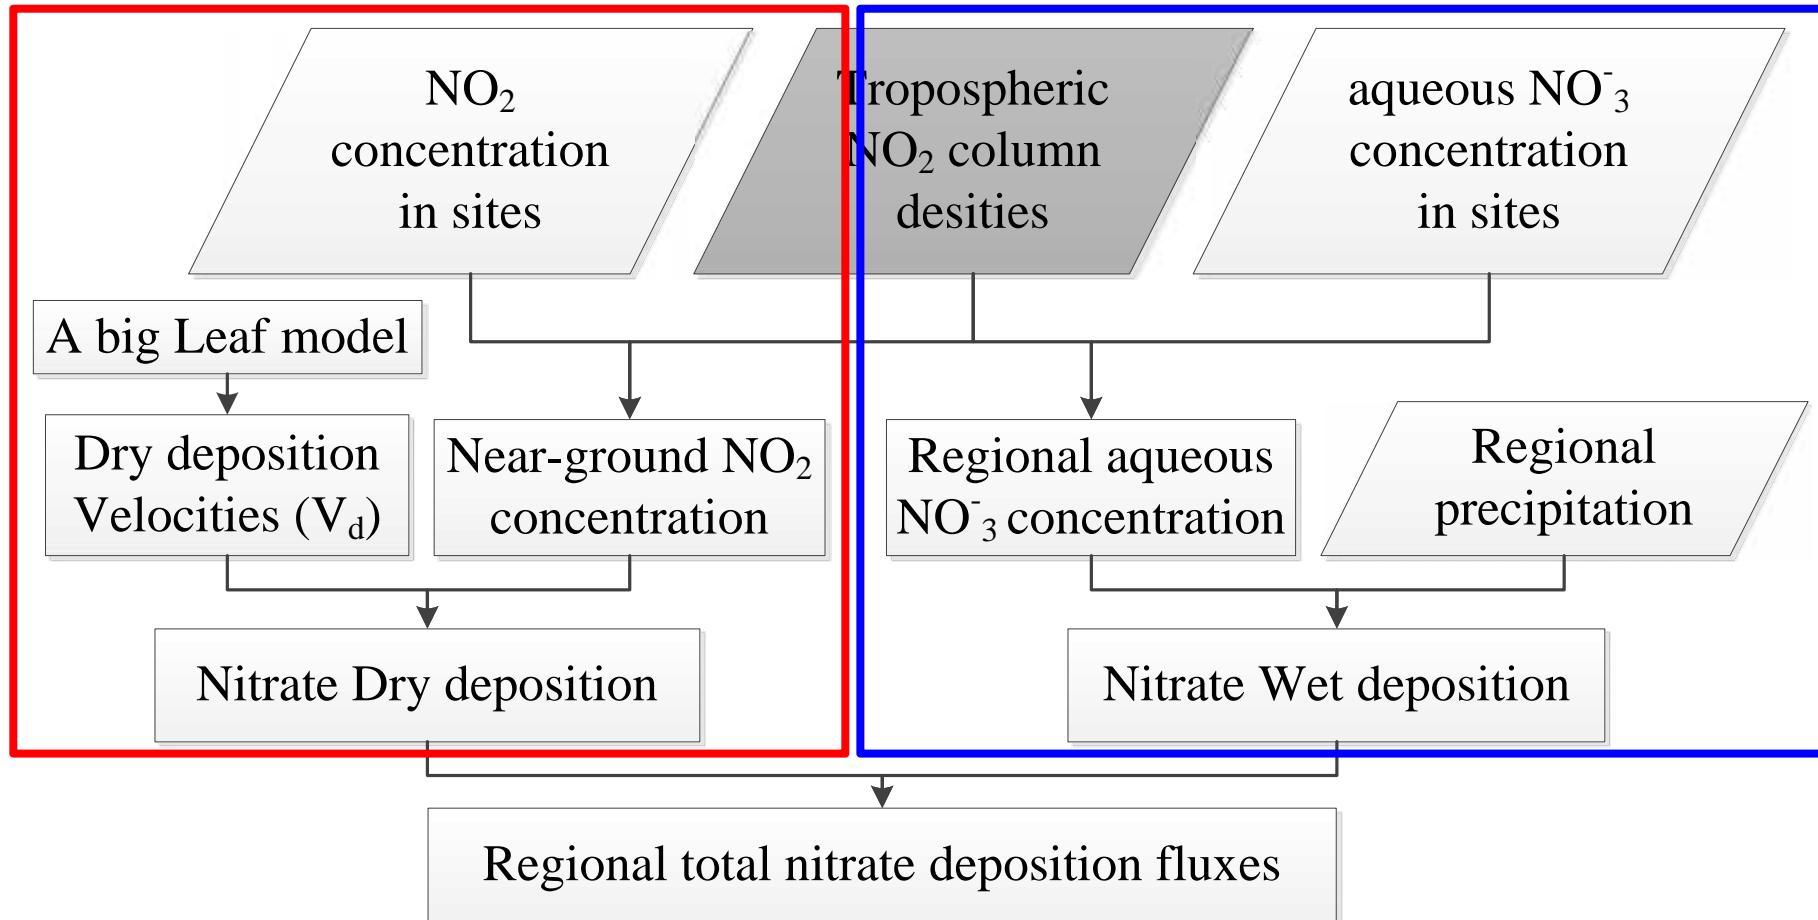 NO₂
concentration
in sites
Tropospheric
NO₂ column
desities
aqueous NO⁻₃
concentration
in sites
A big Leaf model
Dry deposition
Velocities (V_d)
Near-ground NO₂
concentration
Regional aqueous
NO⁻₃ concentration
Regional
precipitation
Nitrate Dry deposition
Nitrate Wet deposition
Regional total nitrate deposition fluxes